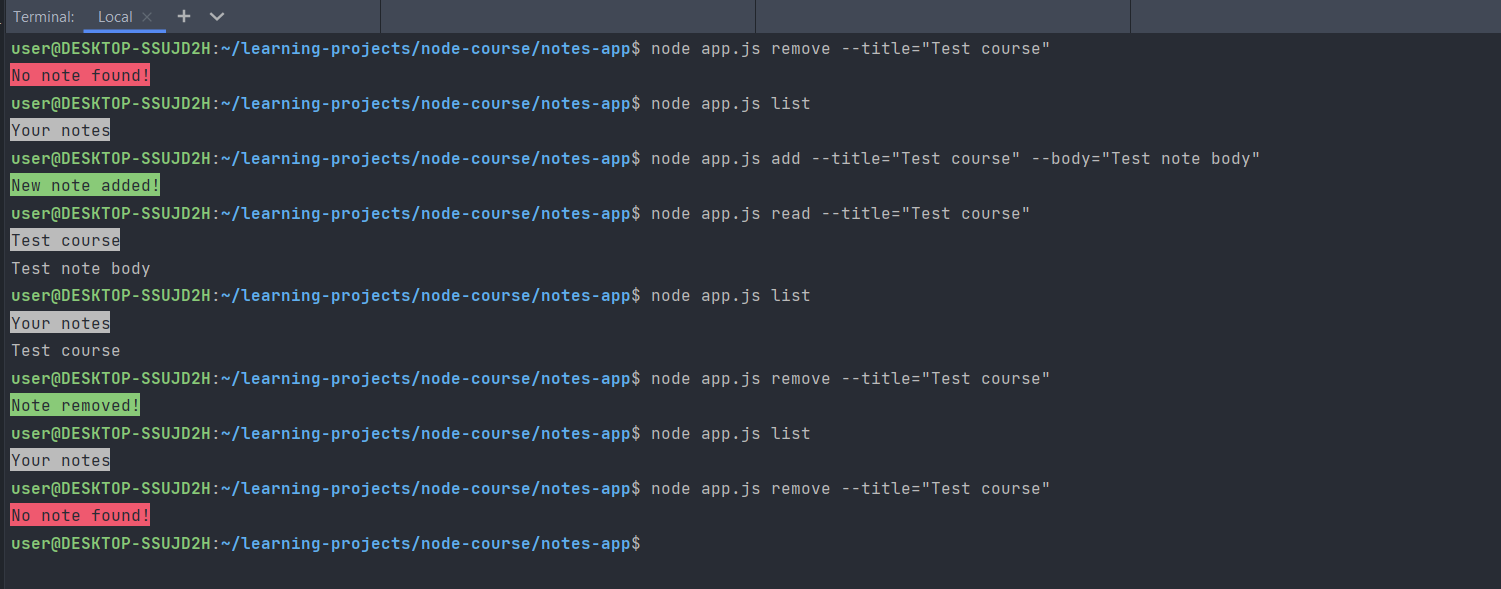 Terminal: Local × + ⌄
user@DESKTOP-SSUJD2H:~/learning-projects/node-course/notes-app$ node app.js remove --title="Test course"
No note found!
user@DESKTOP-SSUJD2H:~/learning-projects/node-course/notes-app$ node app.js list
Your notes
user@DESKTOP-SSUJD2H:~/learning-projects/node-course/notes-app$ node app.js add --title="Test course" --body="Test note body"
New note added!
user@DESKTOP-SSUJD2H:~/learning-projects/node-course/notes-app$ node app.js read --title="Test course"
Test course
Test note body
user@DESKTOP-SSUJD2H:~/learning-projects/node-course/notes-app$ node app.js list
Your notes
Test course
user@DESKTOP-SSUJD2H:~/learning-projects/node-course/notes-app$ node app.js remove --title="Test course"
Note removed!
user@DESKTOP-SSUJD2H:~/learning-projects/node-course/notes-app$ node app.js list
Your notes
user@DESKTOP-SSUJD2H:~/learning-projects/node-course/notes-app$ node app.js remove --title="Test course"
No note found!
user@DESKTOP-SSUJD2H:~/learning-projects/node-course/notes-app$